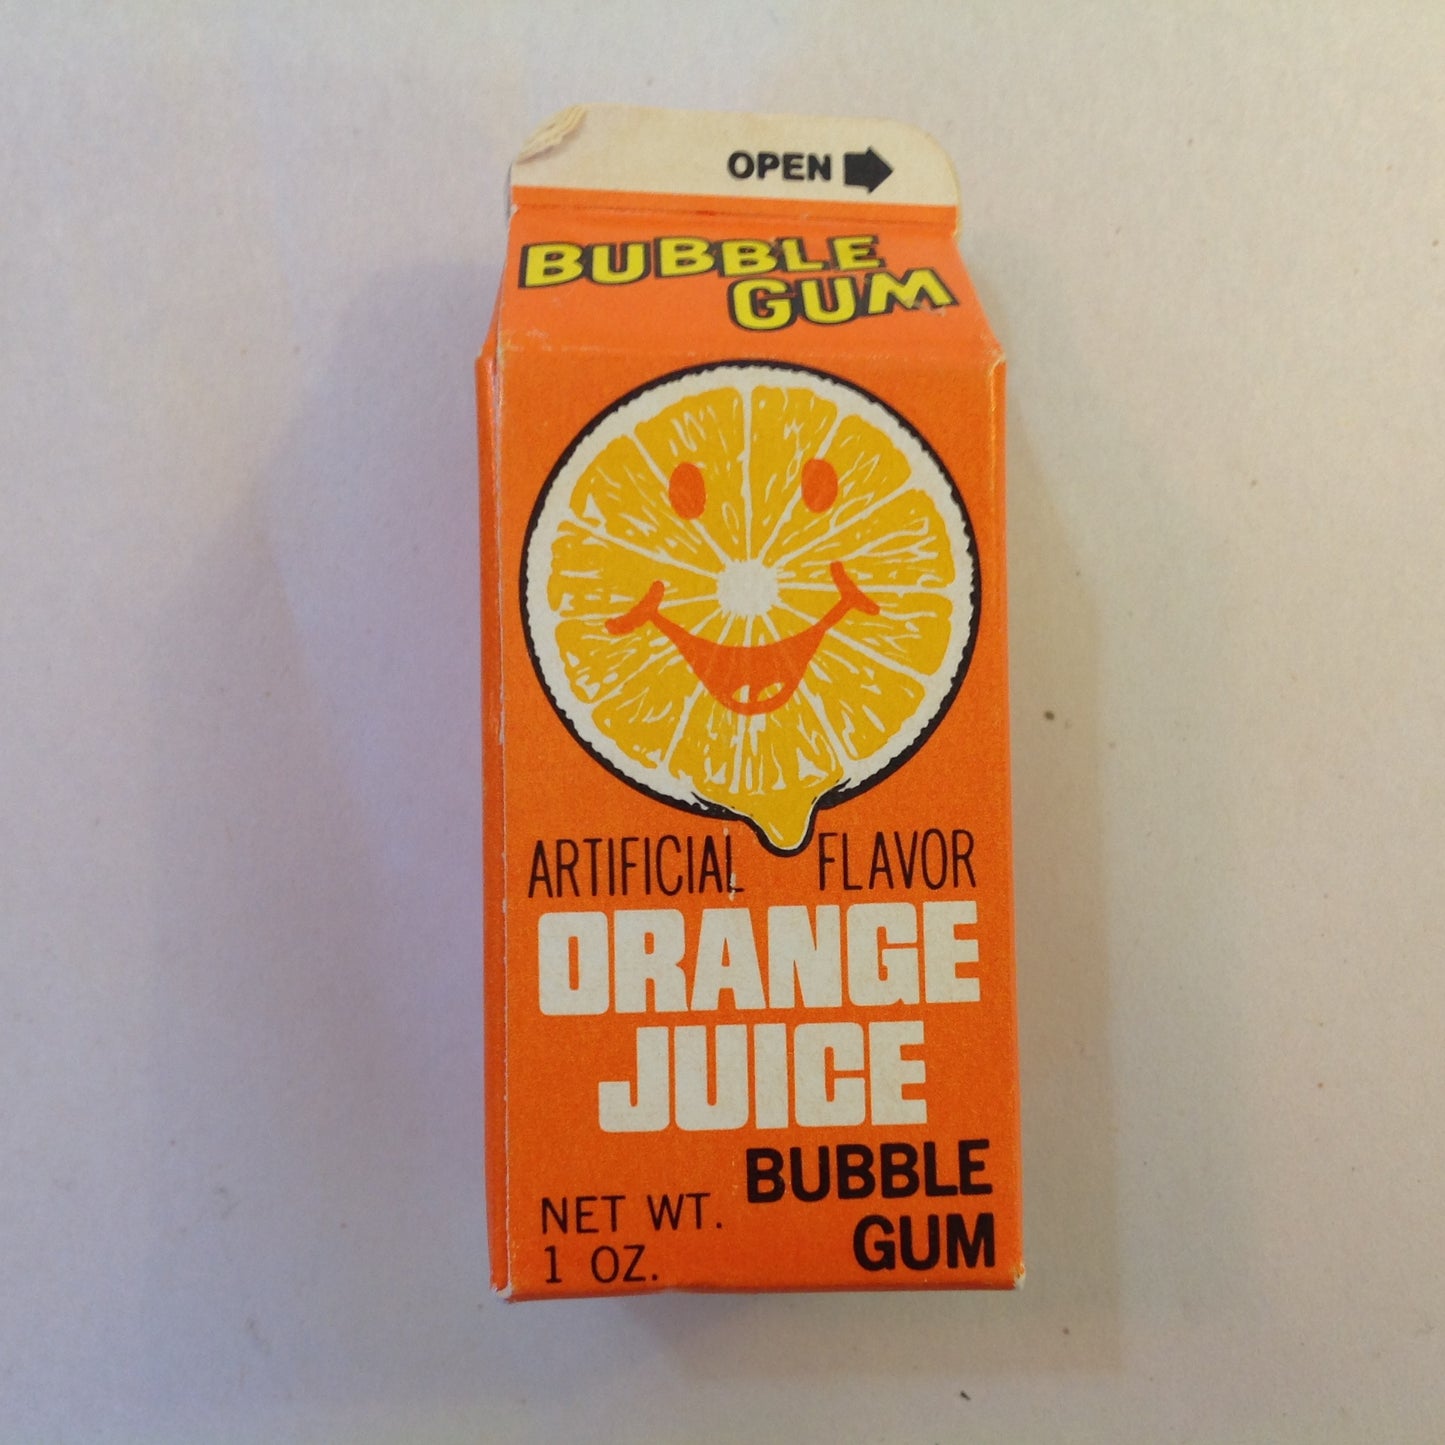 OPEN
BUBBLE
GUM
ARTIFICIAL FLAVOR
ORANGE
JUICE
BUBBLE
GUM
NET WT.
1 OZ.